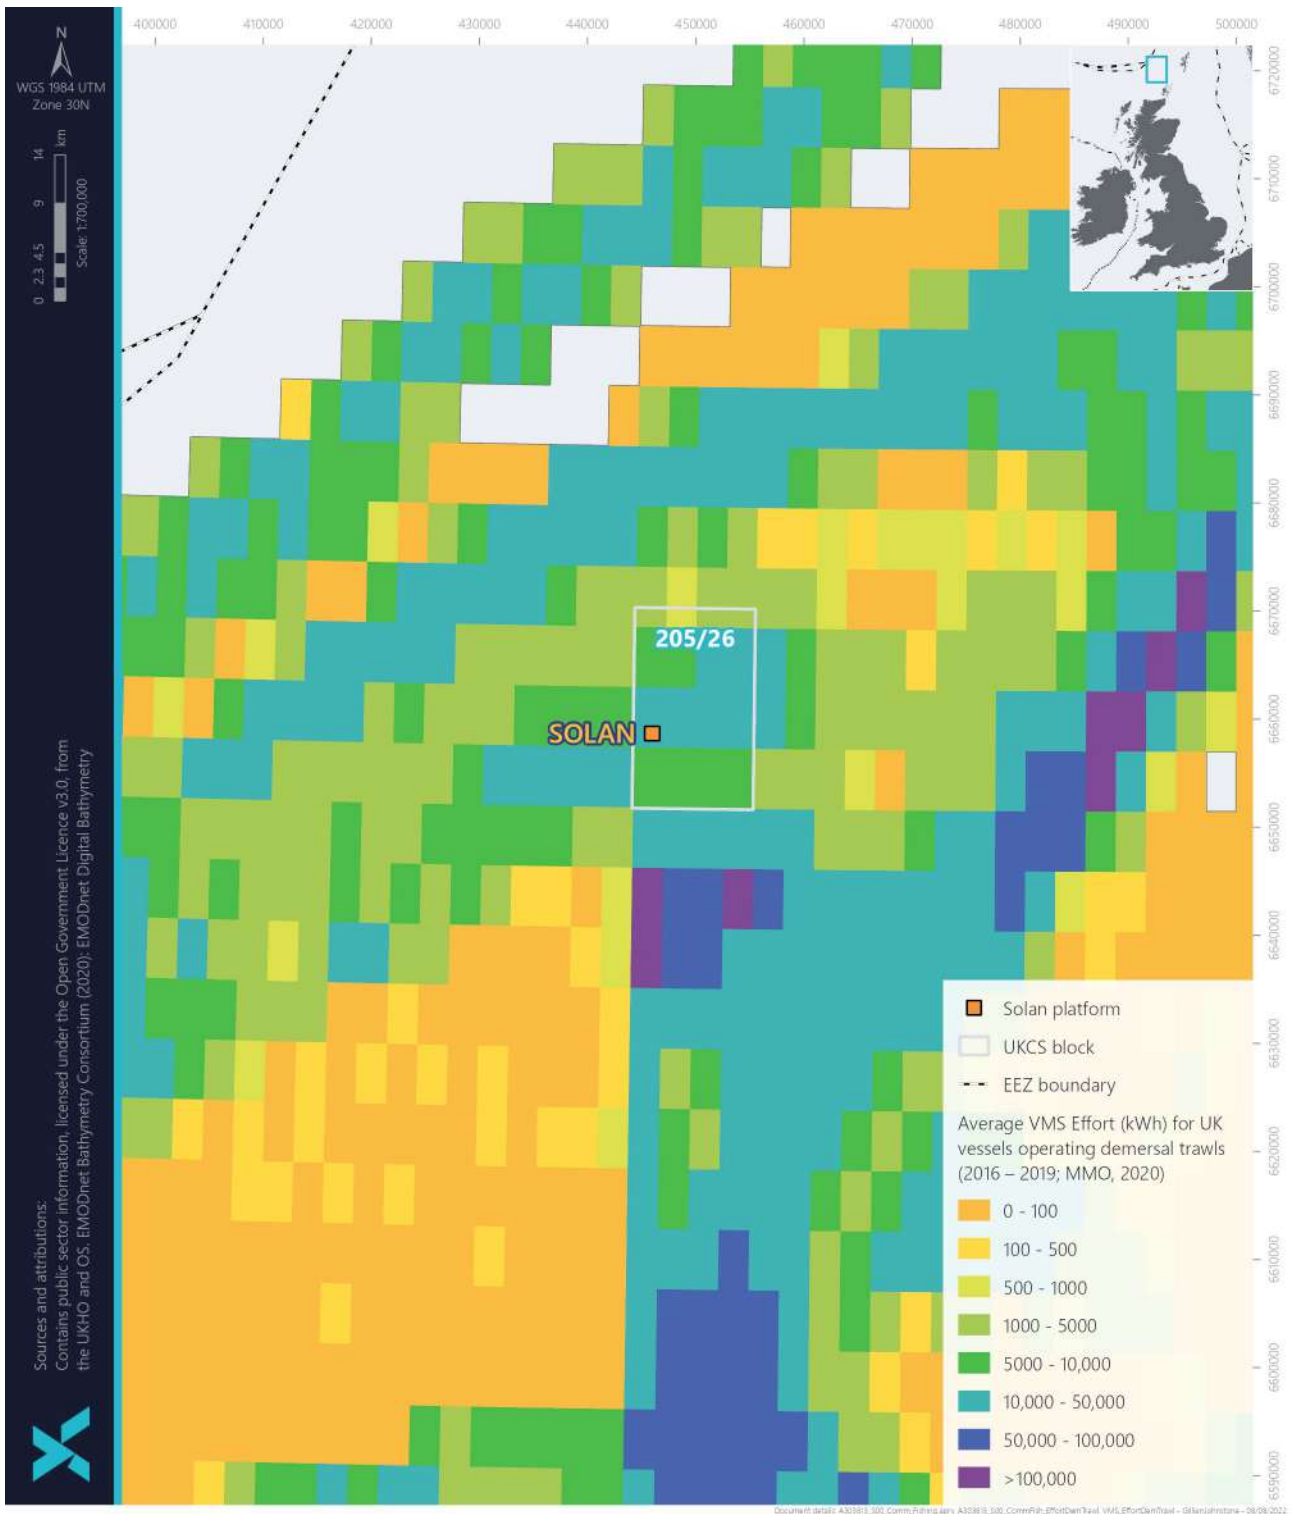 400000 410000 420000 430000 440000 450000 460000 470000 480000 490000 500000
N
WGS 1984 UTM
Zone 30N
0 2.3 4.5 9 14
km
Scale: 1:700,000
6720000
6710000
6700000
6690000
6680000
6670000
6660000
6650000
6640000
6630000
6620000
6610000
6600000
6590000
205/26
SOLAN
Sources and attributions:
Contains public sector information, licensed under the Open Government Licence v3.0, from
the UKHO and OS. EMODnet Bathymetry Consortium (2020): EMODnet Digital Bathymetry
Solan platform
UKCS block
EEZ boundary
Average VMS Effort (kWh) for UK
vessels operating demersal trawls
(2016 – 2019; MMO, 2020)
0 - 100
100 - 500
500 - 1000
1000 - 5000
5000 - 10,000
10,000 - 50,000
50,000 - 100,000
>100,000